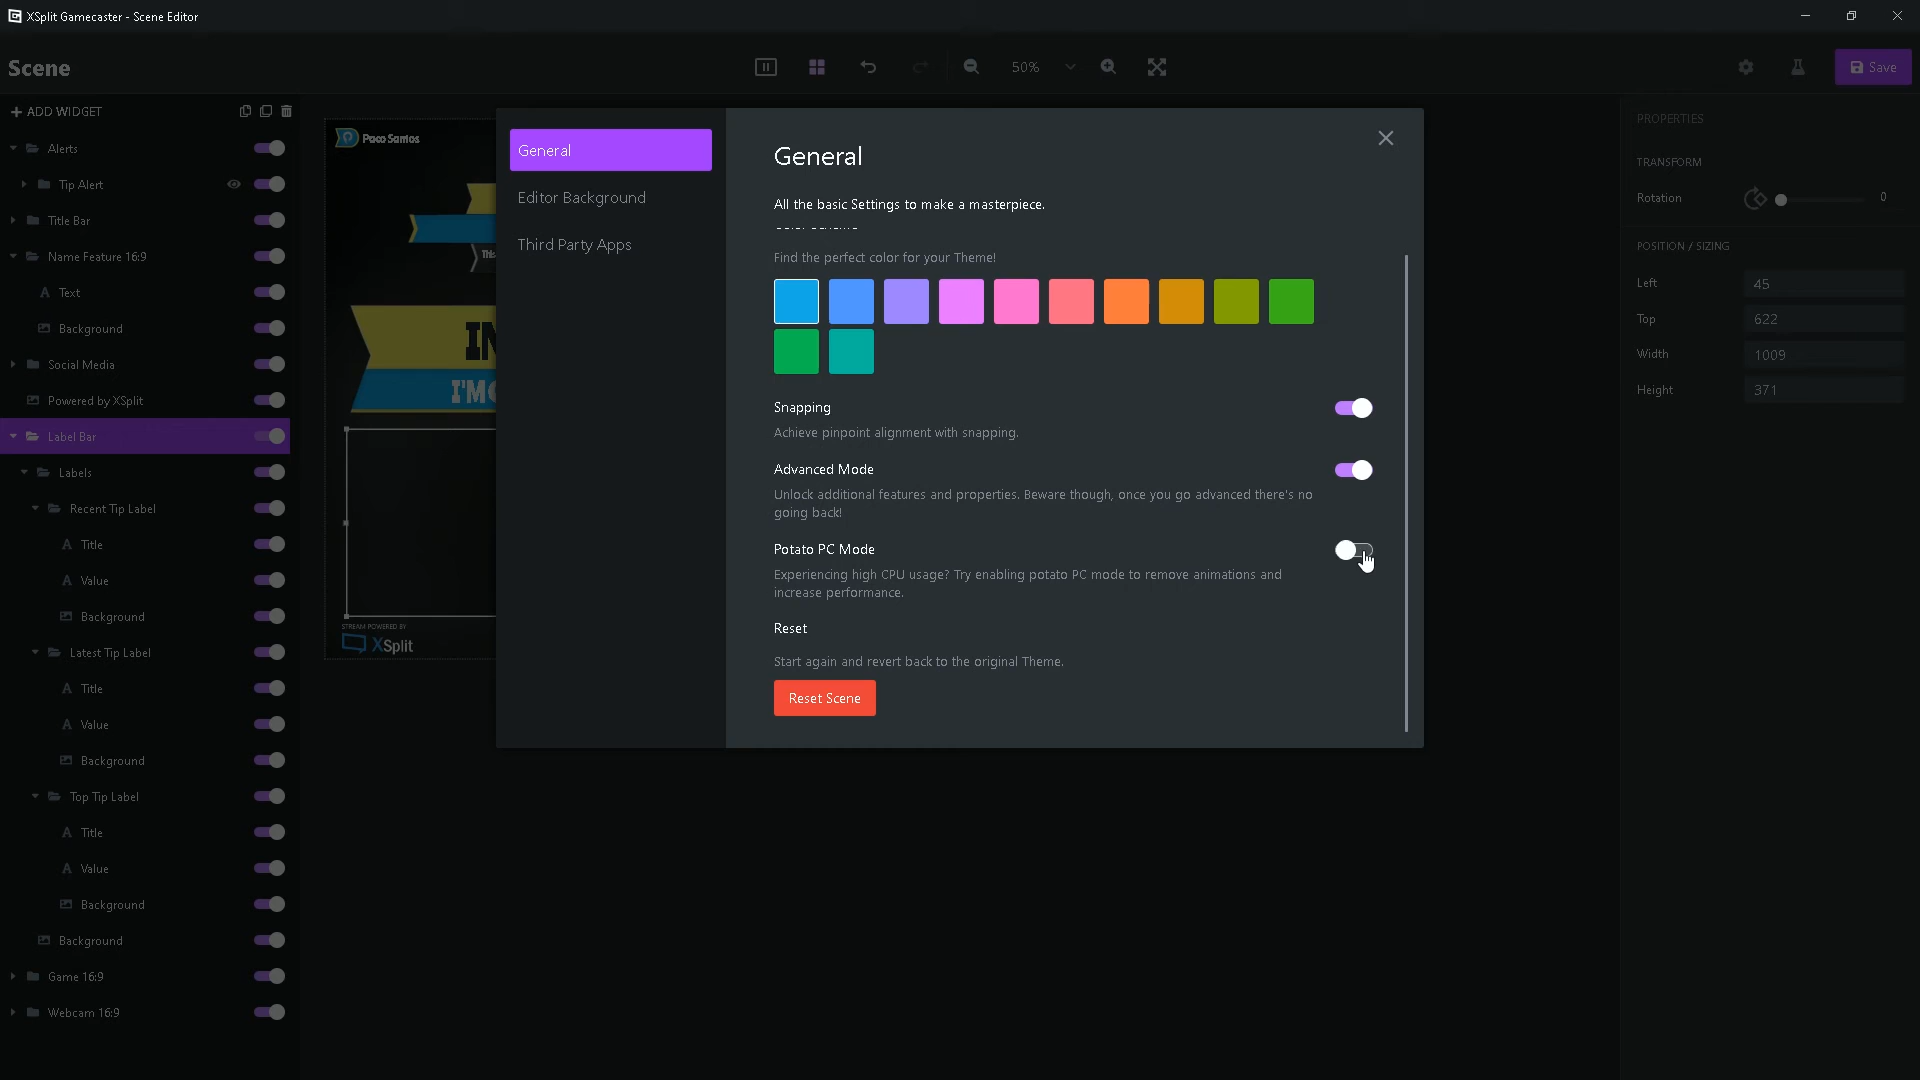 XSplit Gamecaster - Scene Editor
Scene
50%
Save
ADD WIDGET
Alerts
Tip Alert
Title Bar
Name Feature 16:9
Text
Background
Social Media
Powered by XSplit
Label Bar
Labels
Recent Tip Label
Title
Value
Background
Latest Tip Label
Title
Value
Background
Top Tip Label
Title
Value
Background
Background
Game 16:9
Webcam 16:9
Paco Santos
This
I'M
STREAM POWERED BY
XSplit
General
Editor Background
Third Party Apps
General
All the basic Settings to make a masterpiece.
Find the perfect color for your Theme!
Snapping
Achieve pinpoint alignment with snapping.
Advanced Mode
Unlock additional features and properties. Beware though, once you go advanced there's no
going back!
Potato PC Mode
Experiencing high CPU usage? Try enabling potato PC mode to remove animations and
increase performance.
Reset
Start again and revert back to the original Theme.
Reset Scene
PROPERTIES
TRANSFORM
Rotation 0
POSITION / SIZING
Left 45
Top 622
Width 1009
Height 371